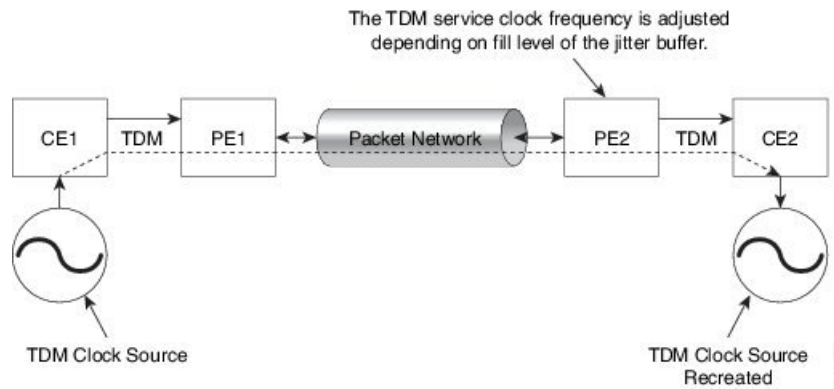 The TDM service clock frequency is adjusted
depending on fill level of the jitter buffer.
CE1
TDM
PE1
Packet Network
PE2
TDM
CE2
TDM Clock Source
TDM Clock Source
Recreated